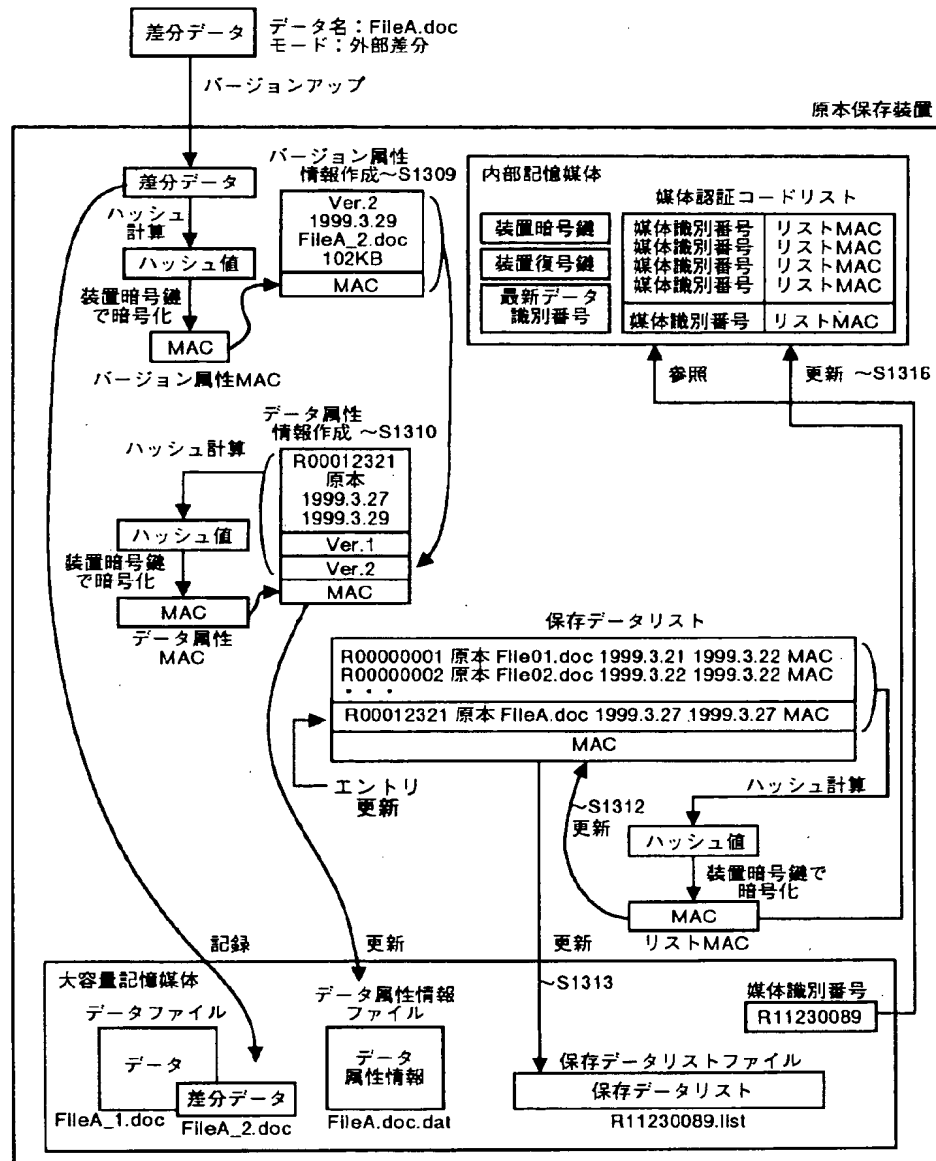 差分データ
データ名：FileA.doc
モード：外部差分
バージョンアップ
原本保存装置
差分データ
ハッシュ
計算
ハッシュ値
装置暗号鍵
で暗号化
MAC
バージョン属性MAC
バージョン属性
情報作成～S1309
Ver.2
1999.3.29
FileA_2.doc
102KB
MAC
内部記憶媒体
装置暗号鍵
装置復号鍵
最新データ
識別番号
媒体認証コードリスト
媒体識別番号 リストMAC
媒体識別番号 リストMAC
媒体識別番号 リストMAC
媒体識別番号 リストMAC
媒体識別番号 リストMAC
参照
更新 ～S1316
データ属性
情報作成 ～S1310
ハッシュ計算
R00012321
原本
1999.3.27
1999.3.29
Ver.1
Ver.2
MAC
ハッシュ値
装置暗号鍵
で暗号化
MAC
データ属性
MAC
保存データリスト
R00000001 原本 File01.doc 1999.3.21 1999.3.22 MAC
R00000002 原本 File02.doc 1999.3.22 1999.3.22 MAC
・・・
R00012321 原本 FileA.doc 1999.3.27 1999.3.27 MAC
MAC
エントリ
更新
～S1312
更新
ハッシュ計算
ハッシュ値
装置暗号鍵で
暗号化
MAC
リストMAC
記録
更新
更新
～S1313
大容量記憶媒体
データファイル
データ
差分データ
FileA_1.doc
FileA_2.doc
データ属性情報
ファイル
データ
属性情報
FileA.doc.dat
保存データリストファイル
保存データリスト
R11230089.list
媒体識別番号
R11230089